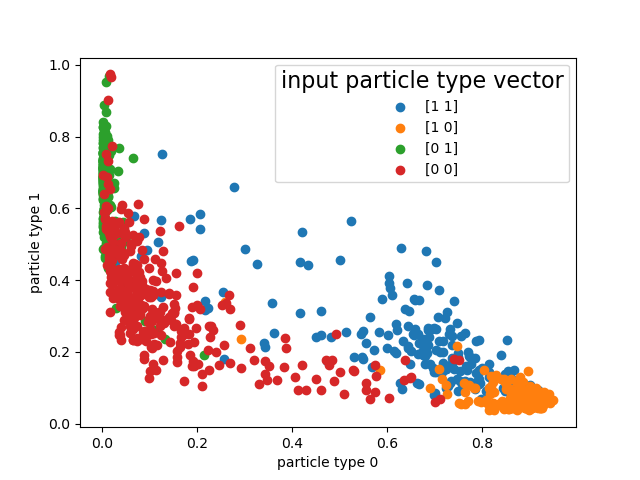 input particle type vector
[1 1]
[1 0]
[0 1]
[0 0]
particle type 1
1.0
0.8
0.6
0.4
0.2
0.0
0.0 0.2 0.4 0.6 0.8
particle type 0